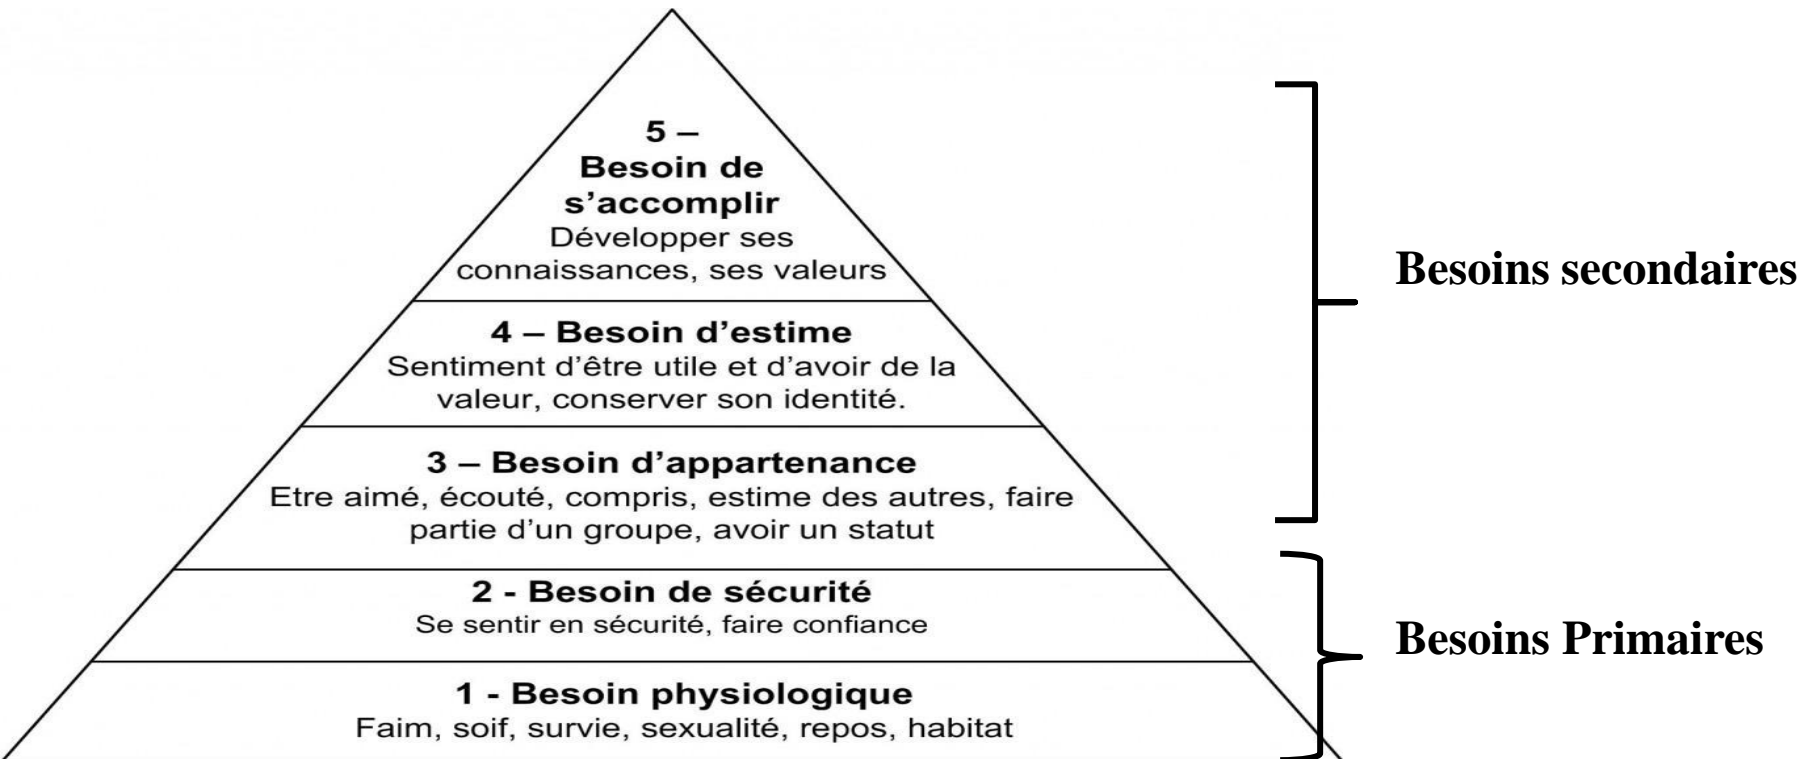 5 –
Besoin de
s’accomplir
Développer ses
connaissances, ses valeurs
4 – Besoin d’estime
Sentiment d’être utile et d’avoir de la
valeur, conserver son identité.
3 – Besoin d’appartenance
Etre aimé, écouté, compris, estime des autres, faire
partie d’un groupe, avoir un statut
2 - Besoin de sécurité
Se sentir en sécurité, faire confiance
1 - Besoin physiologique
Faim, soif, survie, sexualité, repos, habitat
Besoins secondaires
Besoins Primaires